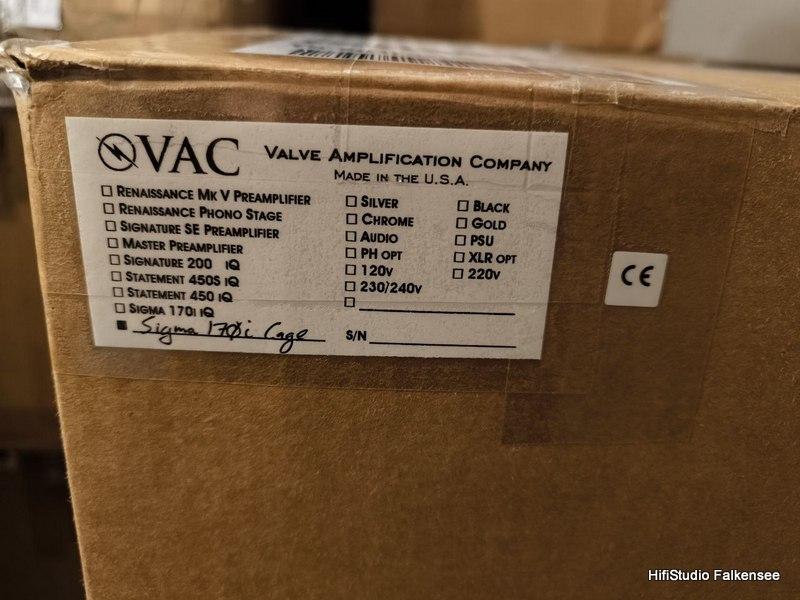 VAC VALVE AMPLIFICATION COMPANY
MADE IN THE U.S.A.
RENAISSANCE MK V PREAMPLIFIER
RENAISSANCE PHONO STAGE
SIGNATURE SE PREAMPLIFIER
MASTER PREAMPLIFIER
SIGNATURE 200 iQ
STATEMENT 450S iQ
STATEMENT 450 iQ
SIGMA 170i iQ
Sigma 170i Cage
SILVER
CHROME
AUDIO
PH OPT
120V
230/240V
BLACK
GOLD
PSU
XLR OPT
220V
S/N
CE
HifiStudio Falkensee